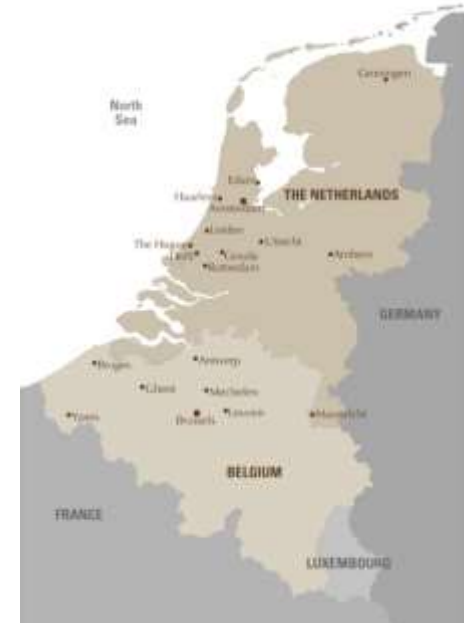 Groningen
North
Sea
Edam
Haarlem
THE NETHERLANDS
Amsterdam
Leiden
The Hague
Utrecht
Delft
Gouda
Arnhem
Rotterdam
GERMANY
Bruges
Antwerp
Ghent
Mechelen
Ypres
Brussels
Leuven
Maastricht
BELGIUM
FRANCE
LUXEMBOURG